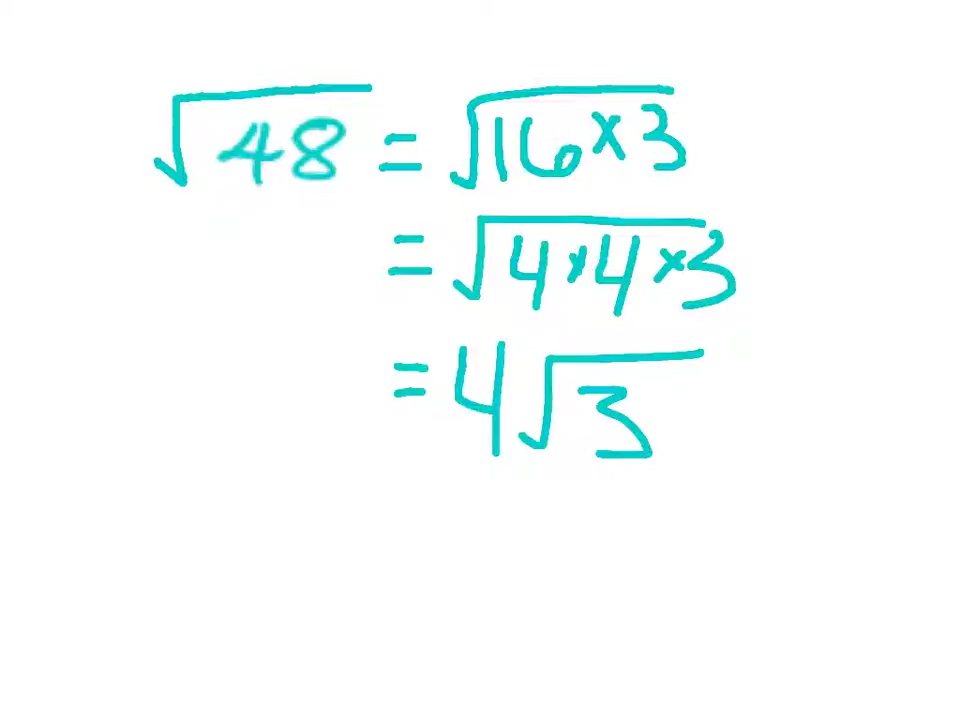 √48 = √16×3
= √4×4×3
= 4√3